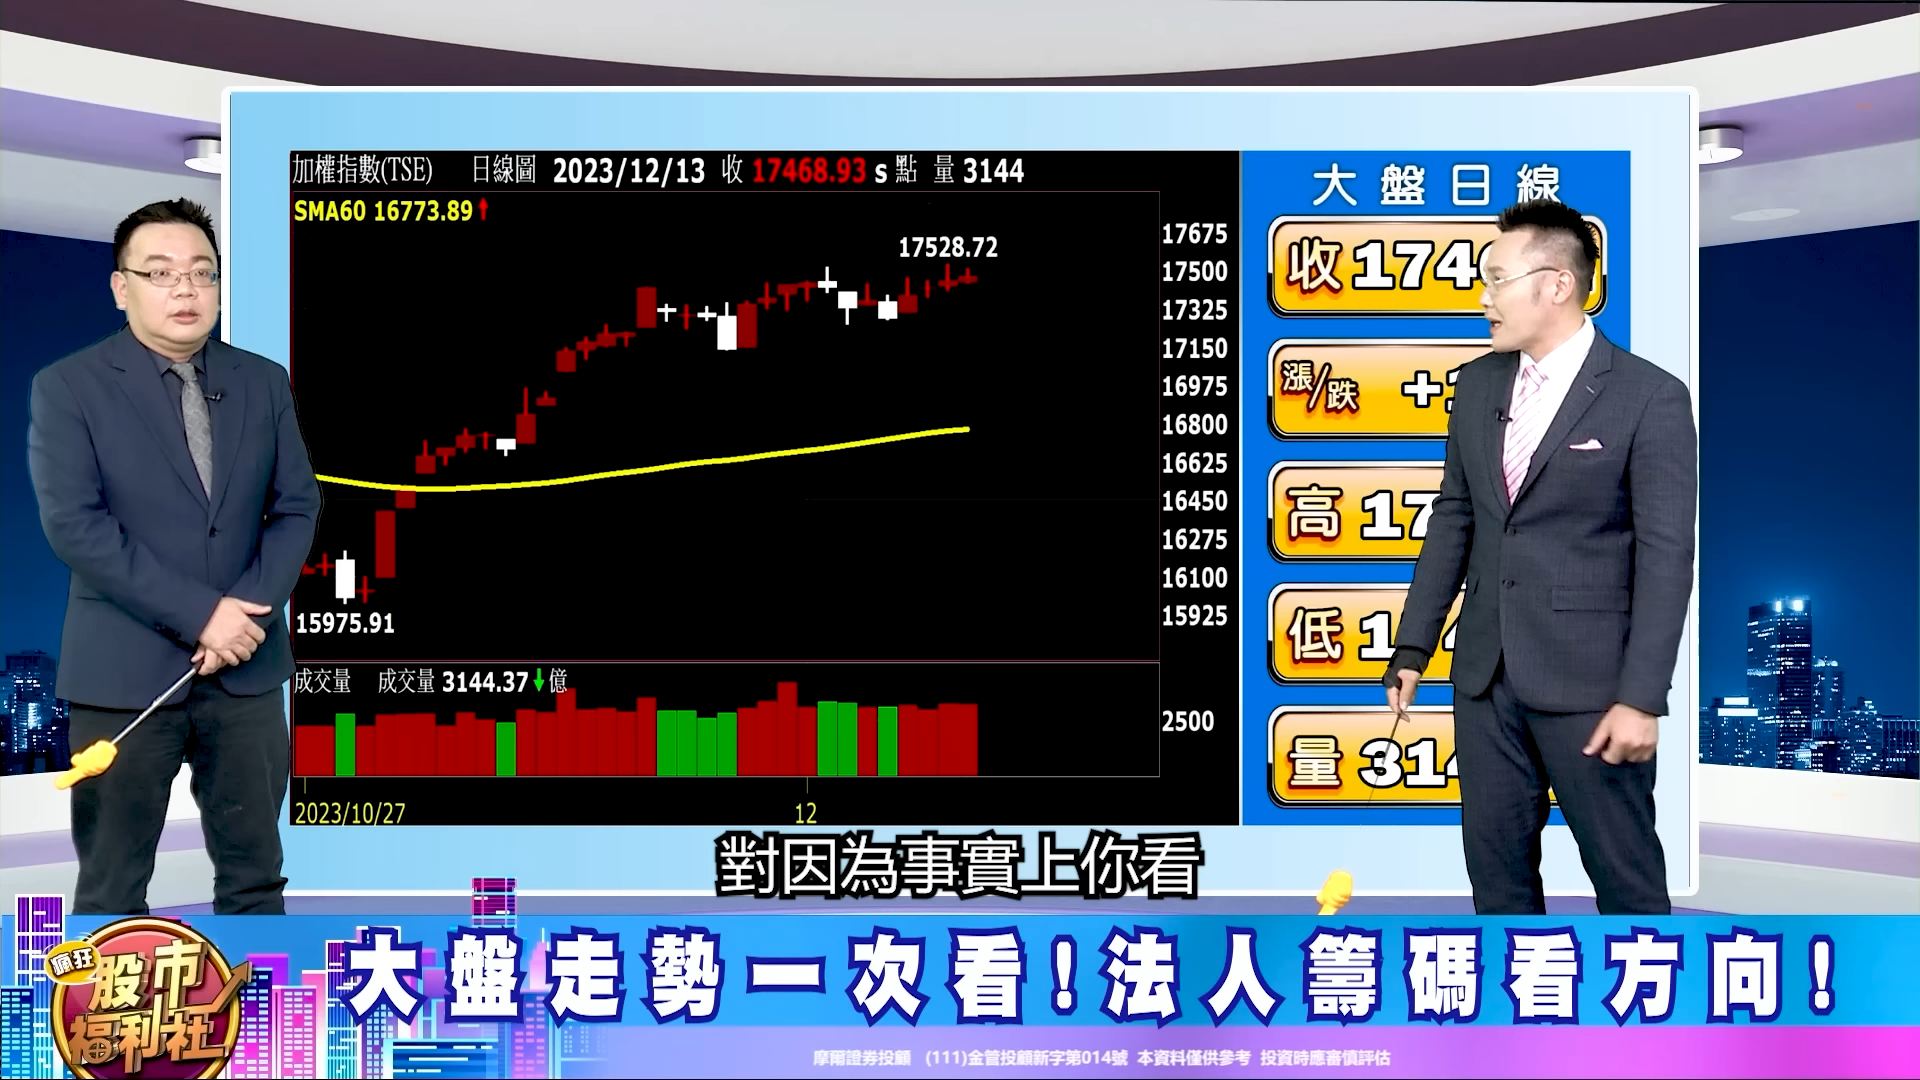 加權指數(TSE) 日線圖 2023/12/13 收 17468.93 s 點 量 3144
SMA60 16773.89
17528.72
17675
17500
17325
17150
16975
16800
16625
16450
16275
16100
15925
15975.91
成交量 成交量 3144.37 億
2500
2023/10/27
12
大盤日線
收 174
漲/跌 +1
高 17
低 1
量 314
對因為事實上你看
瘋狂
股市
福利社
大盤走勢一次看!法人籌碼看方向!
摩爾證券投顧 (111)金管投顧新字第014號 本資料僅供參考 投資時應審慎評估